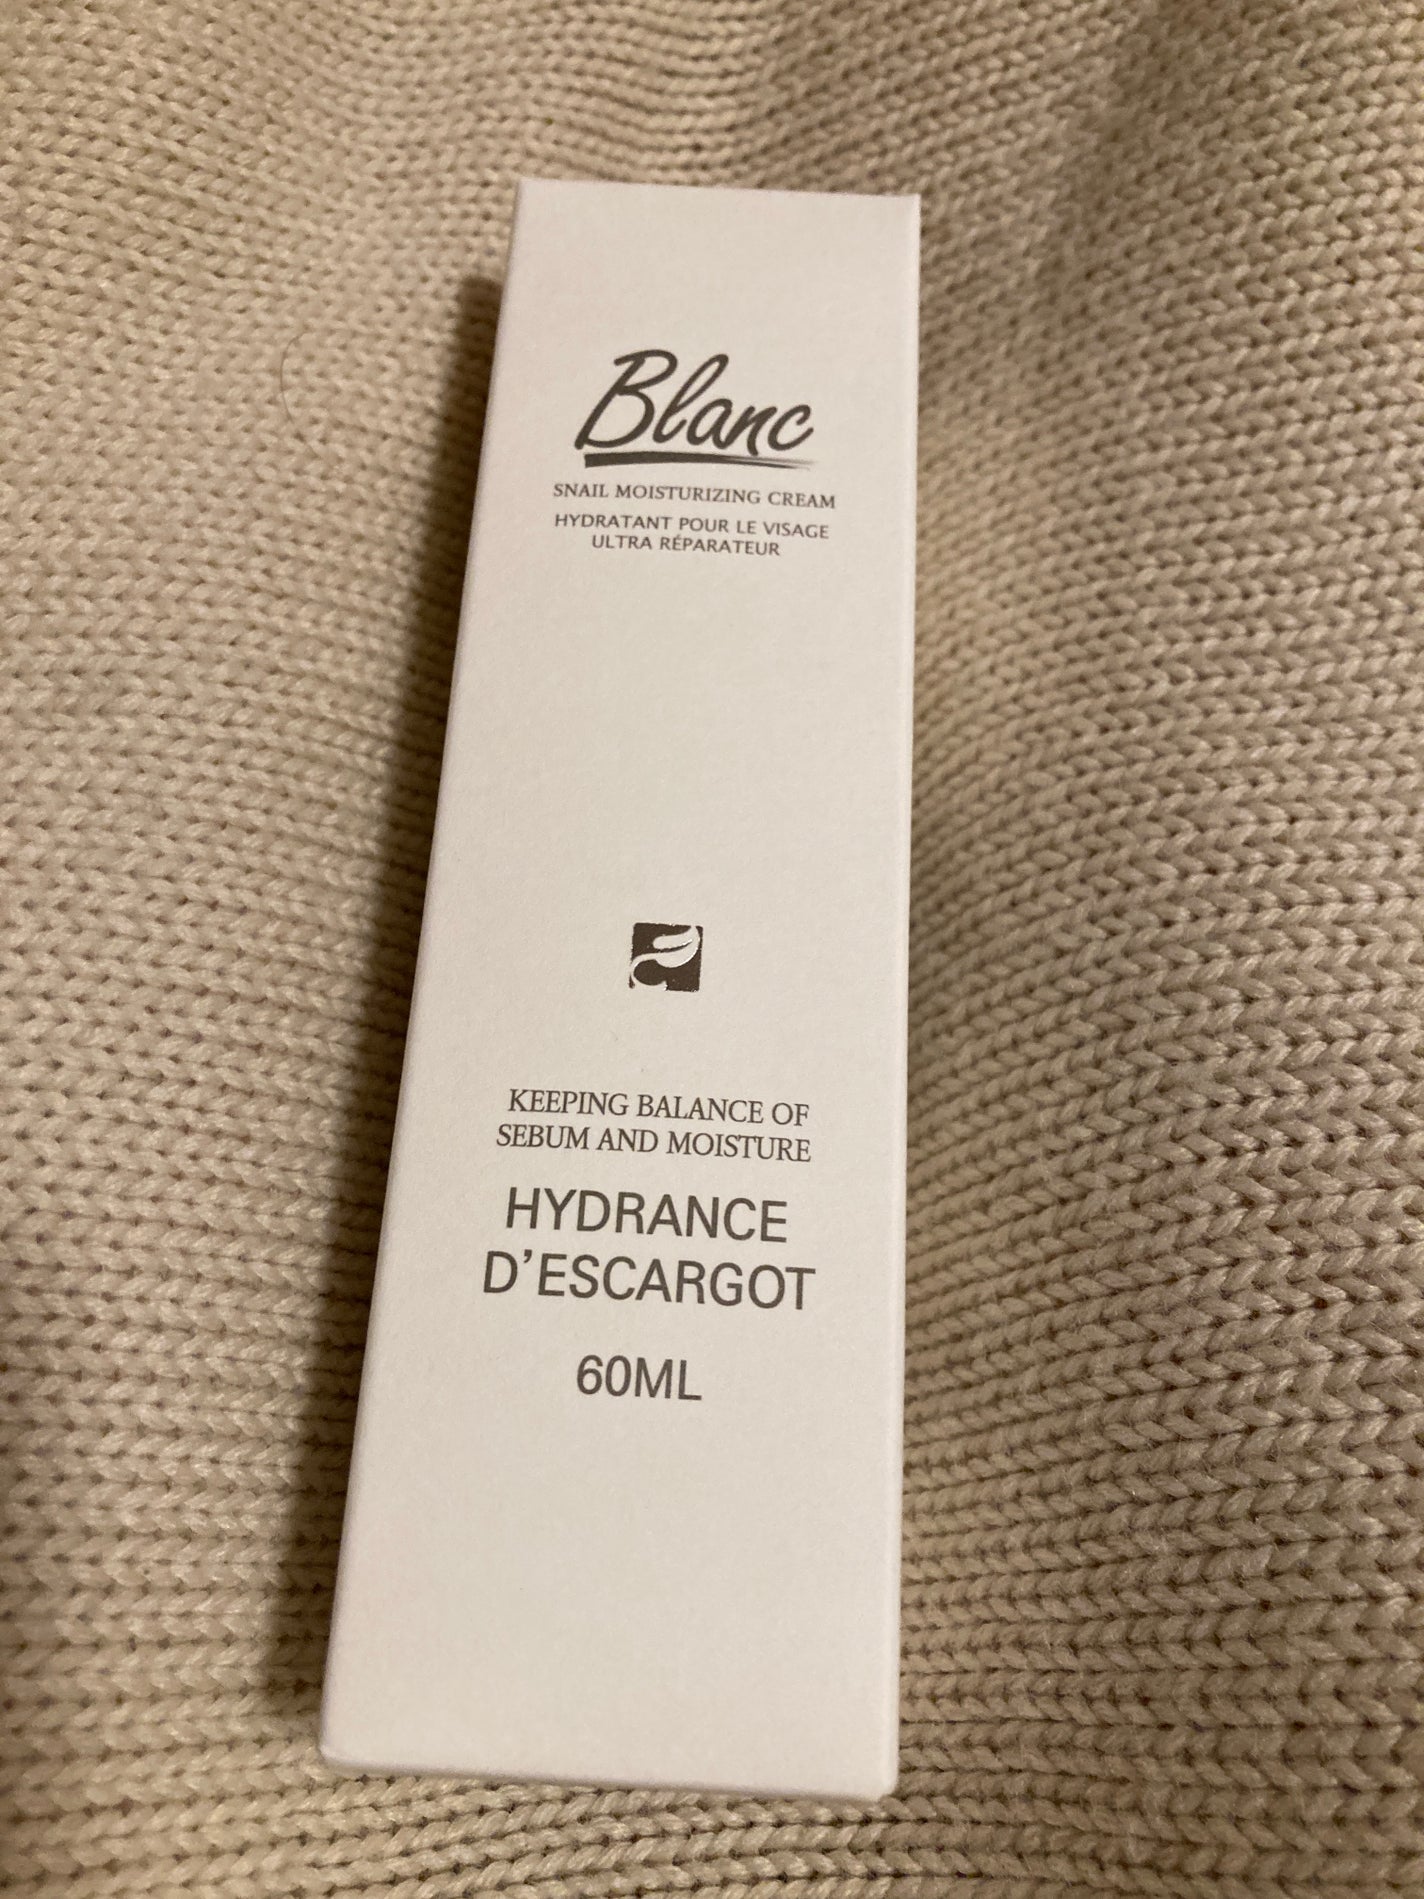 Blanc
SNAIL MOISTURIZING CREAM
HYDRATANT POUR LE VISAGE
ULTRA RÉPARATEUR
KEEPING BALANCE OF
SEBUM AND MOISTURE
HYDRANCE
D'ESCARGOT
60ML